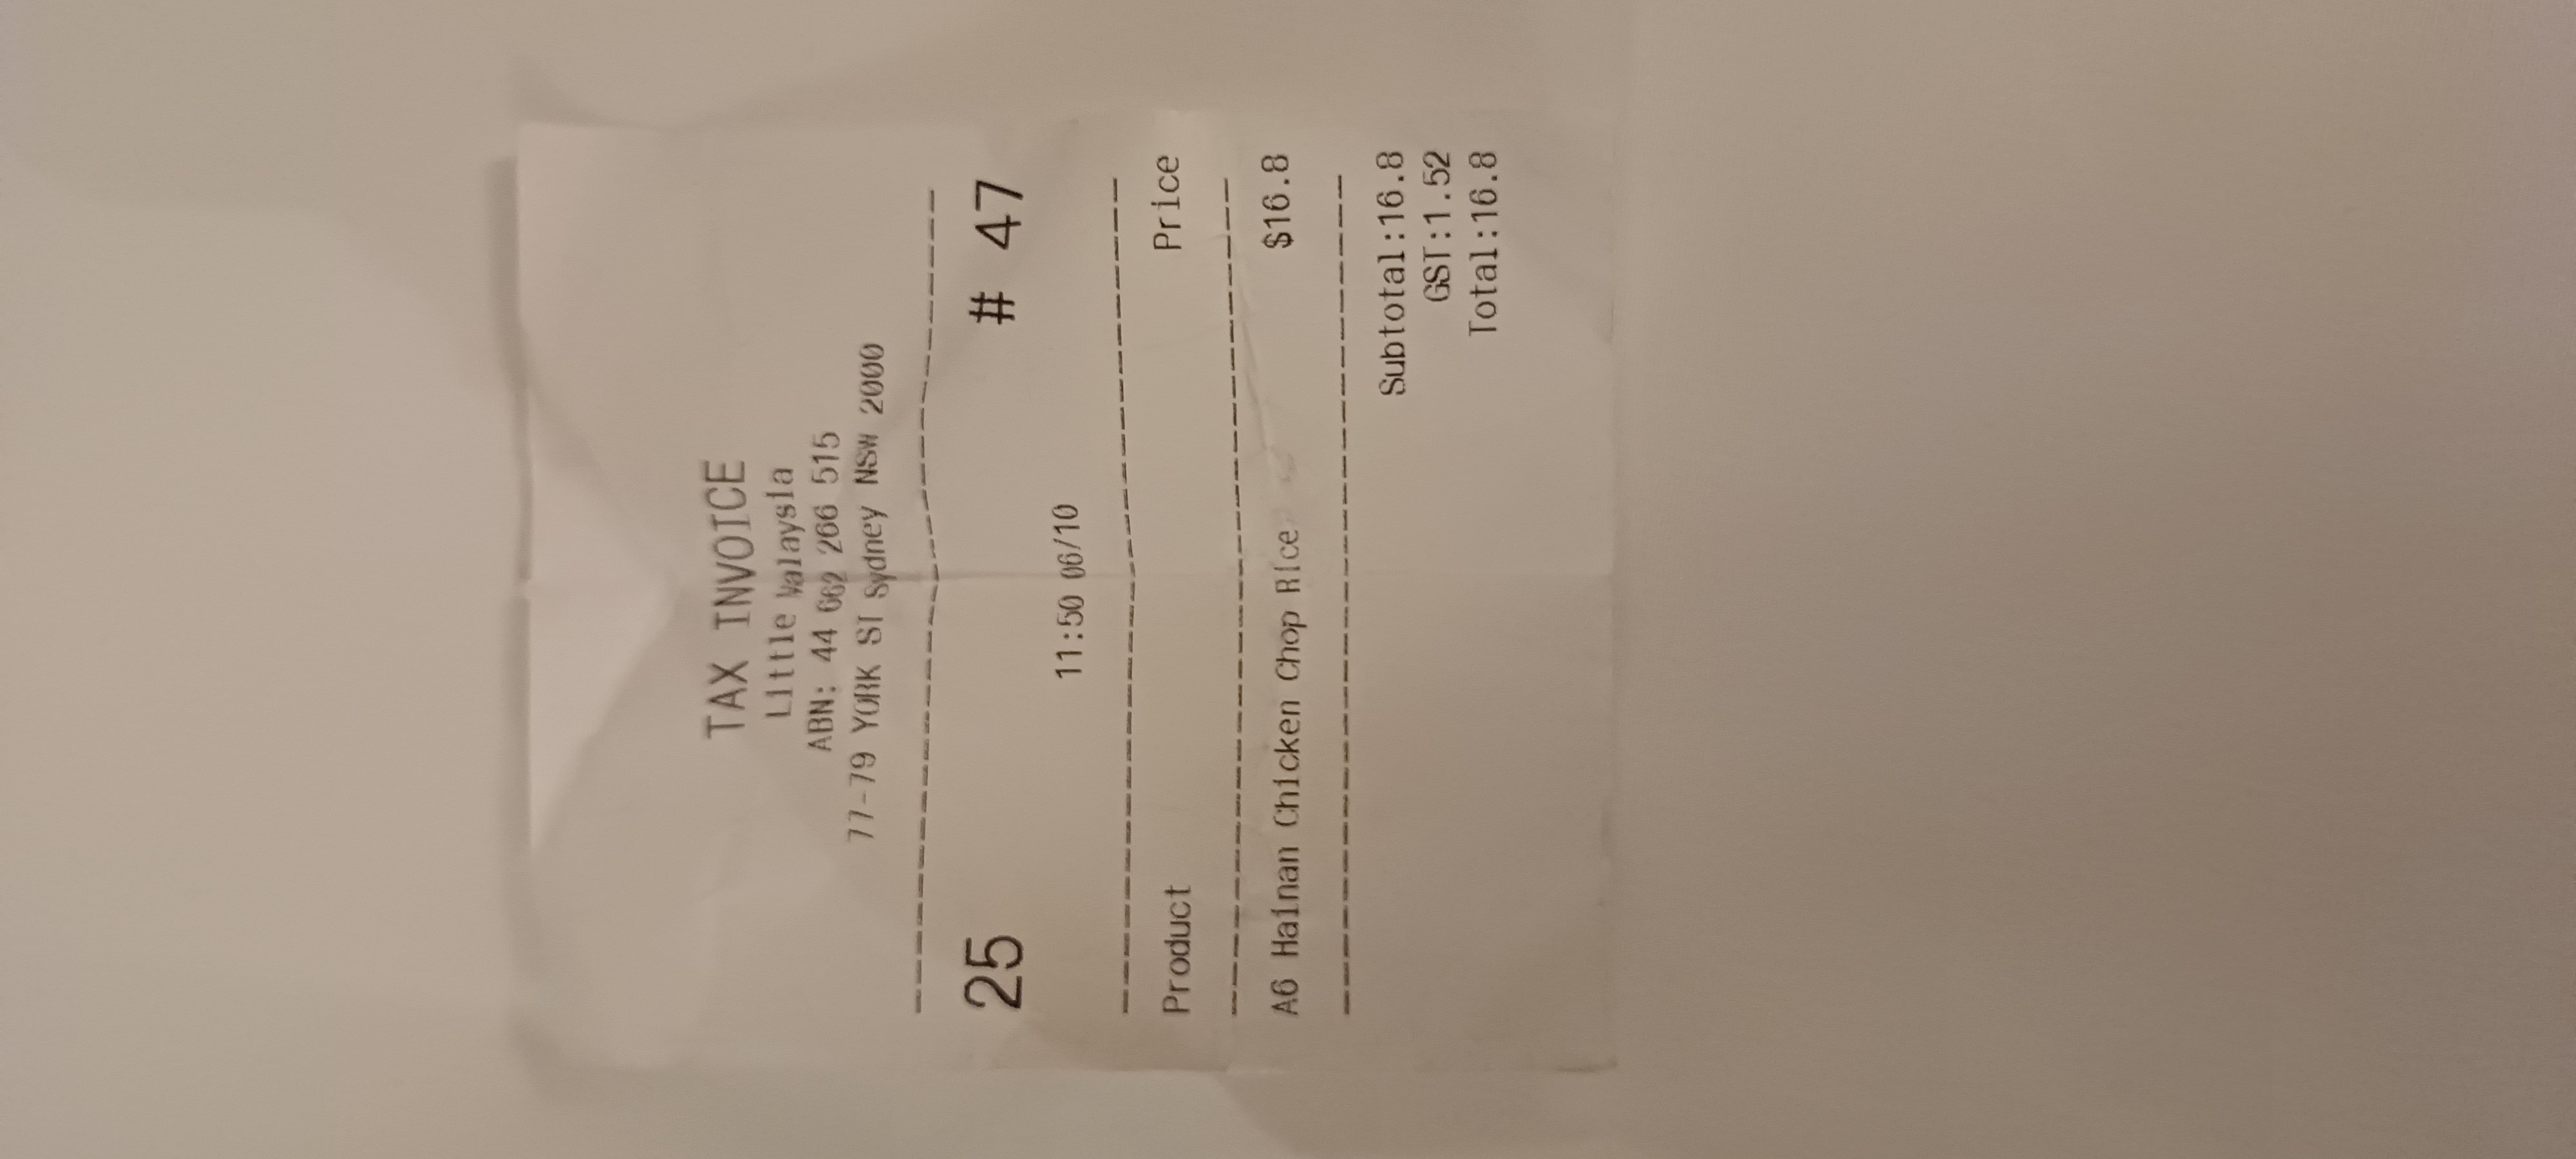 TAX INVOICE
Little Malaysia
ABN: 44 662 266 515
77-79 YORK ST Sydney NSW 2000
25 # 47
11:50 06/10
Product Price
A6 Hainan Chicken Chop Rice $16.8
Subtotal:16.8
GST:1.52
Total:16.8